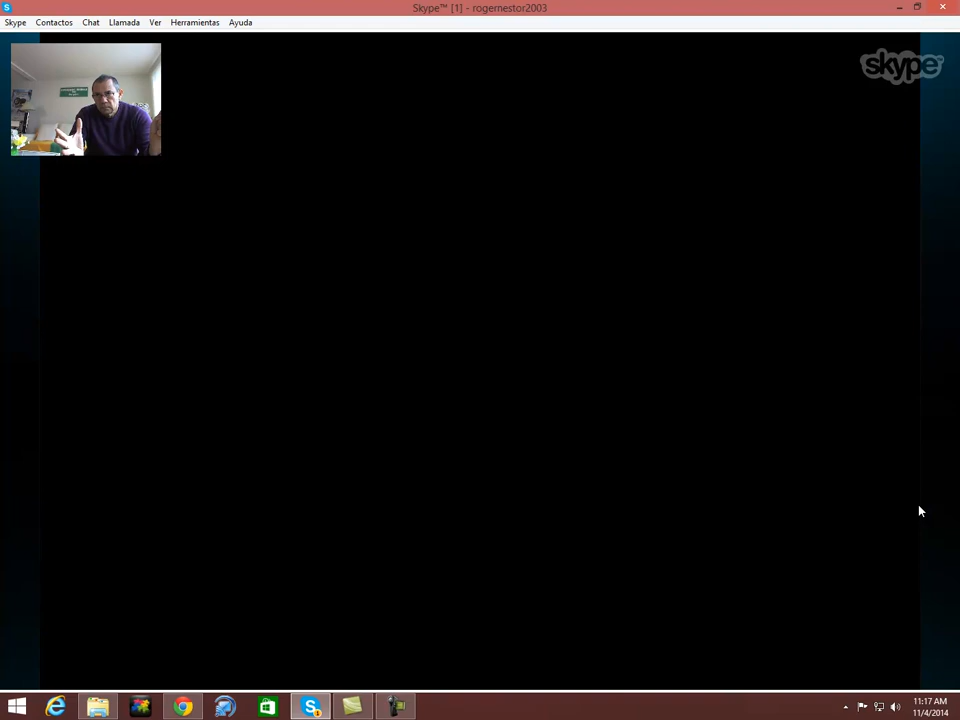 Skype™ [1] - rogernestor2003
Skype Contactos Chat Llamada Ver Herramientas Ayuda
skype
11:17 AM
11/4/2014